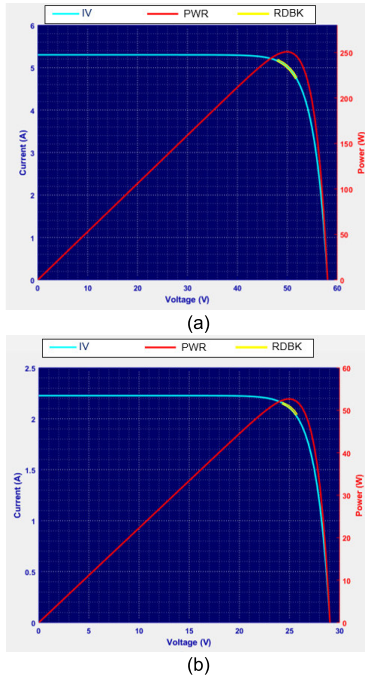 IV PWR RDBK
6 250
5 200
4
Current (A) 3 150 Power (W)
2 100
1 50
0 0
0 10 20 30 40 50 60
Voltage (V)
(a)
IV PWR RDBK
2.5 60
2 50
1.5 40
Current (A) 30 Power (W)
1 20
0.5 10
0 0
0 5 10 15 20 25 30
Voltage (V)
(b)